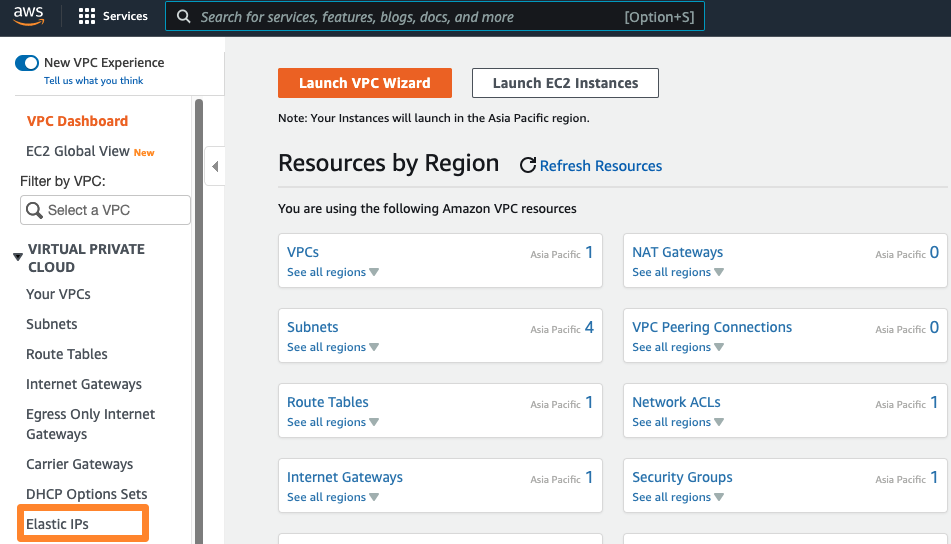 aws
Services
Search for services, features, blogs, docs, and more
[Option+S]
New VPC Experience
Tell us what you think
VPC Dashboard
EC2 Global View New
Filter by VPC:
Select a VPC
VIRTUAL PRIVATE
CLOUD
Your VPCs
Subnets
Route Tables
Internet Gateways
Egress Only Internet
Gateways
Carrier Gateways
DHCP Options Sets
Elastic IPs
Launch VPC Wizard
Launch EC2 Instances
Note: Your Instances will launch in the Asia Pacific region.
Resources by Region
Refresh Resources
You are using the following Amazon VPC resources
VPCs Asia Pacific 1
See all regions
NAT Gateways Asia Pacific 0
See all regions
Subnets Asia Pacific 4
See all regions
VPC Peering Connections Asia Pacific 0
See all regions
Route Tables Asia Pacific 1
See all regions
Network ACLs Asia Pacific 1
See all regions
Internet Gateways Asia Pacific 1
See all regions
Security Groups Asia Pacific 1
See all regions